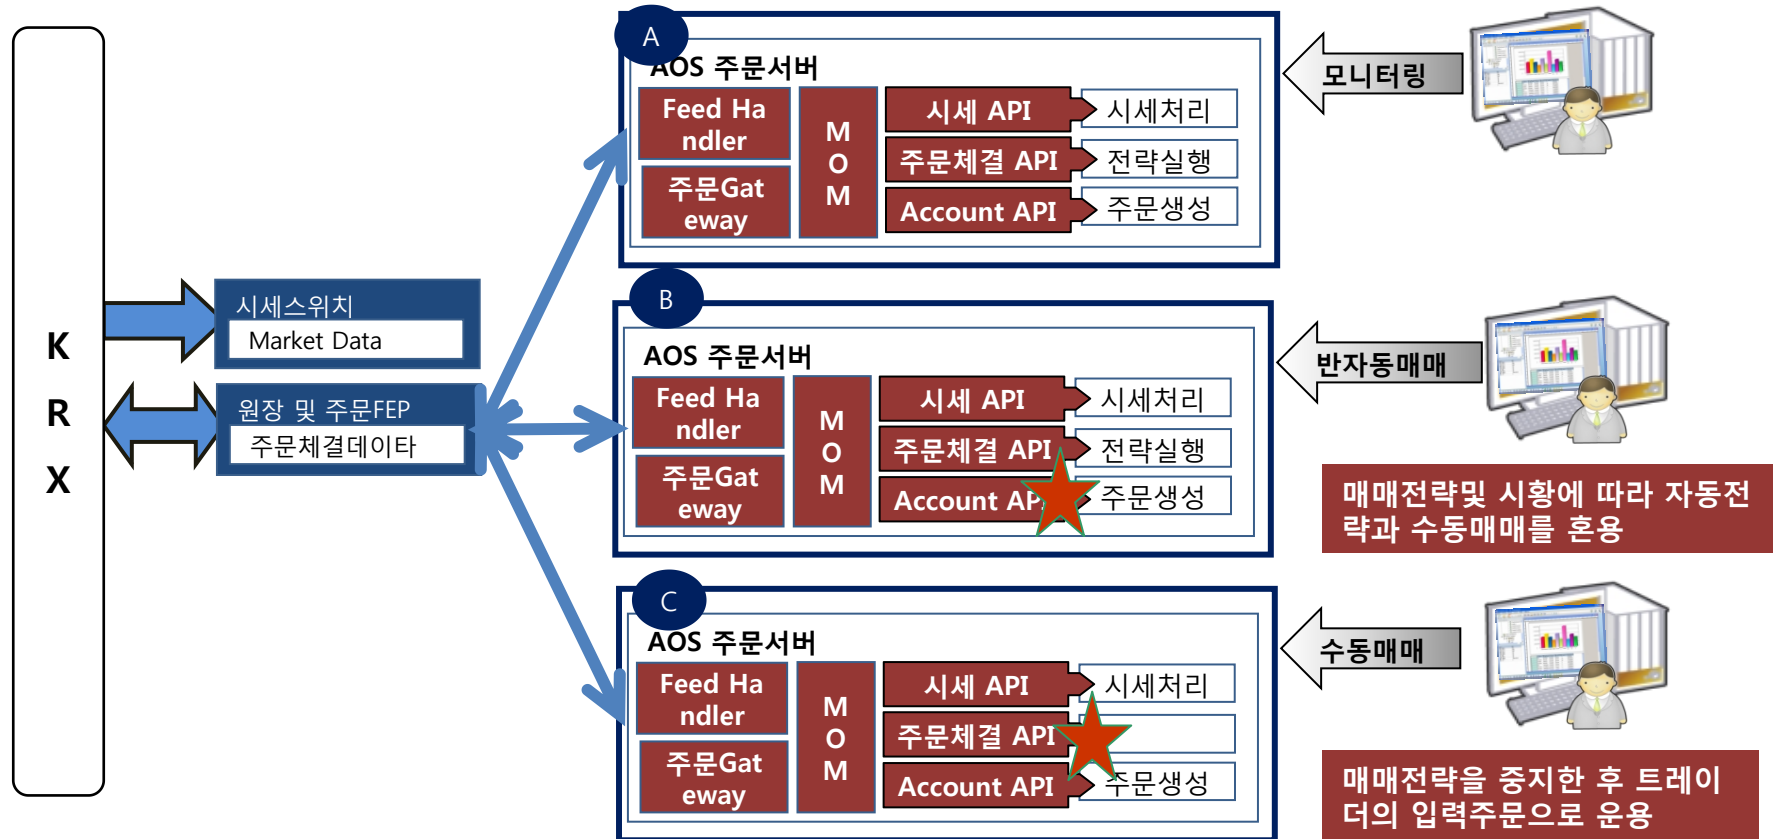 K
R
X
시세스위치
Market Data
원장 및 주문FEP
주문체결데이타
A
AOS 주문서버
Feed Ha
ndler
주문Gat
eway
M
O
M
시세 API
시세처리
주문체결 API
전략실행
Account API
주문생성
모니터링
B
AOS 주문서버
Feed Ha
ndler
주문Gat
eway
M
O
M
시세 API
시세처리
주문체결 API
전략실행
Account AP
주문생성
반자동매매
매매전략및 시황에 따라 자동전
략과 수동매매를 혼용
C
AOS 주문서버
Feed Ha
ndler
주문Gat
eway
M
O
M
시세 API
시세처리
주문체결 API
Account API
주문생성
수동매매
매매전략을 중지한 후 트레이
더의 입력주문으로 운용